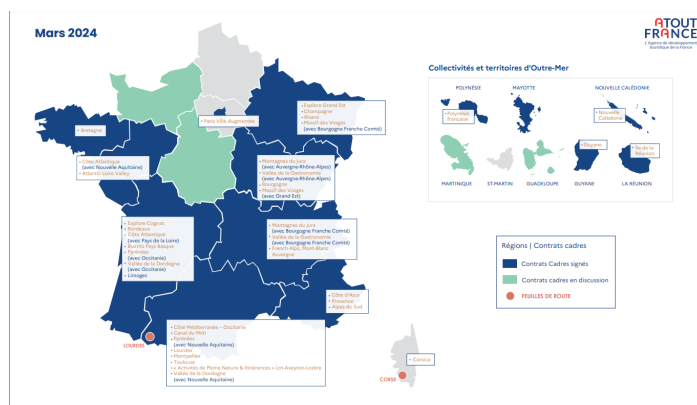 Mars 2024
ATOUT
FRANCE
L'Agence de développement
touristique de la France
Collectivités et territoires d'Outre-Mer
POLYNÉSIE
MAYOTTE
NOUVELLE CALÉDONIE
• Polynésie
française
• Nouvelle
Calédonie
• Guyane
• Île de la
Réunion
MARTINIQUE
ST-MARTIN
GUADELOUPE
GUYANE
LA RÉUNION
• Explore Grand Est
• Champagne
• Alsace
• Massif des Vosges
(avec Bourgogne Franche Comté)
• Paris Ville Augmentée
• Bretagne
• Côte Atlantique
(avec Nouvelle Aquitaine)
• Atlantic Loire Valley
• Montagnes du Jura
(avec Auvergne-Rhône-Alpes)
• Vallée de la Gastronomie
(avec Auvergne-Rhône-Alpes)
• Bourgogne
• Massif des Vosges
(avec Grand Est)
• Explore Cognac
• Bordeaux
• Côte Atlantique
(avec Pays de la Loire)
• Biarritz Pays Basque
• Pyrénées
(avec Occitanie)
• Vallée de la Dordogne
(avec Occitanie)
• Limoges
• Montagnes du Jura
(avec Bourgogne Franche Comté)
• Vallée de la Gastronomie
(avec Bourgogne Franche Comté)
• French Alps, Mont-Blanc
Auvergne
• Côte d'Azur
• Provence
• Alpes du Sud
• Côté Méditerranée – Occitanie
• Canal du Midi
• Pyrénées
(avec Nouvelle Aquitaine)
• Lourdes
• Montpellier
• Toulouse
• « Activités de Pleine Nature & Itinérances » Lot-Aveyron-Lozère
• Vallée de la Dordogne
(avec Nouvelle Aquitaine)
LOURDES
• Corsica
CORSE
Régions | Contrats cadres
Contrats Cadres signés
Contrats Cadres en discussion
FEUILLES DE ROUTE